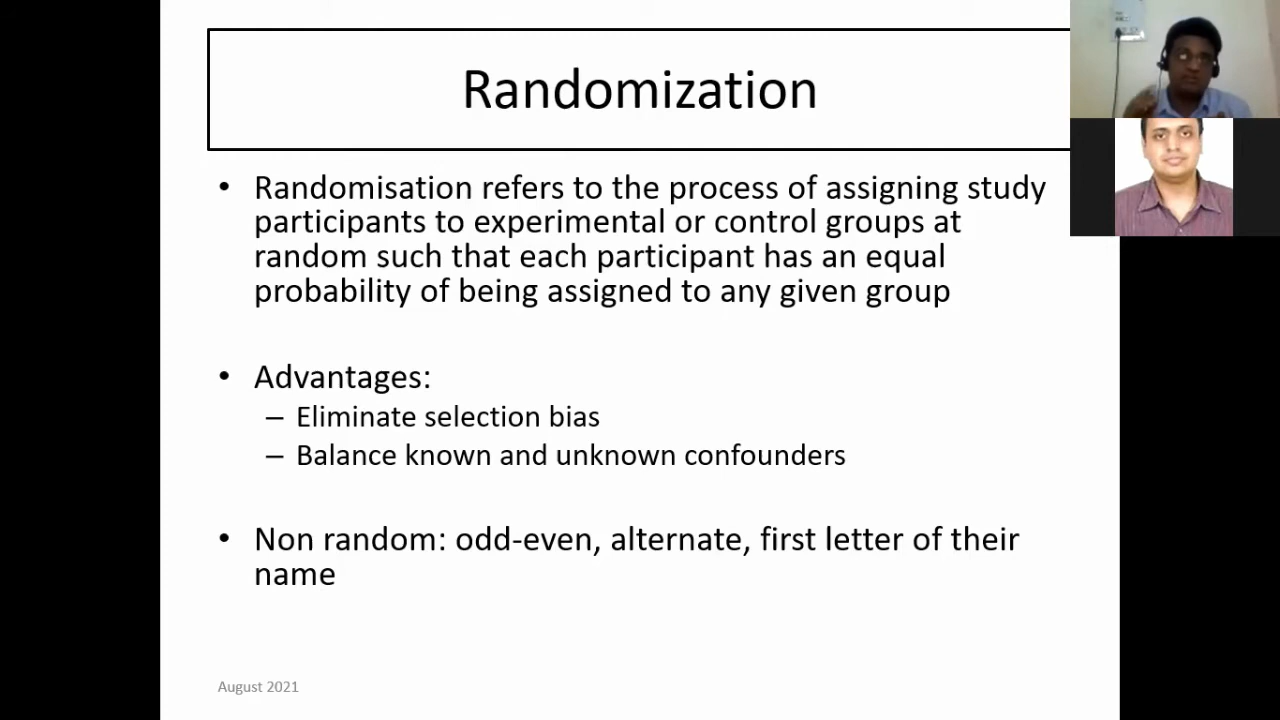 Randomization
• Randomisation refers to the process of assigning study
participants to experimental or control groups at
random such that each participant has an equal
probability of being assigned to any given group
• Advantages:
– Eliminate selection bias
– Balance known and unknown confounders
• Non random: odd-even, alternate, first letter of their
name
August 2021